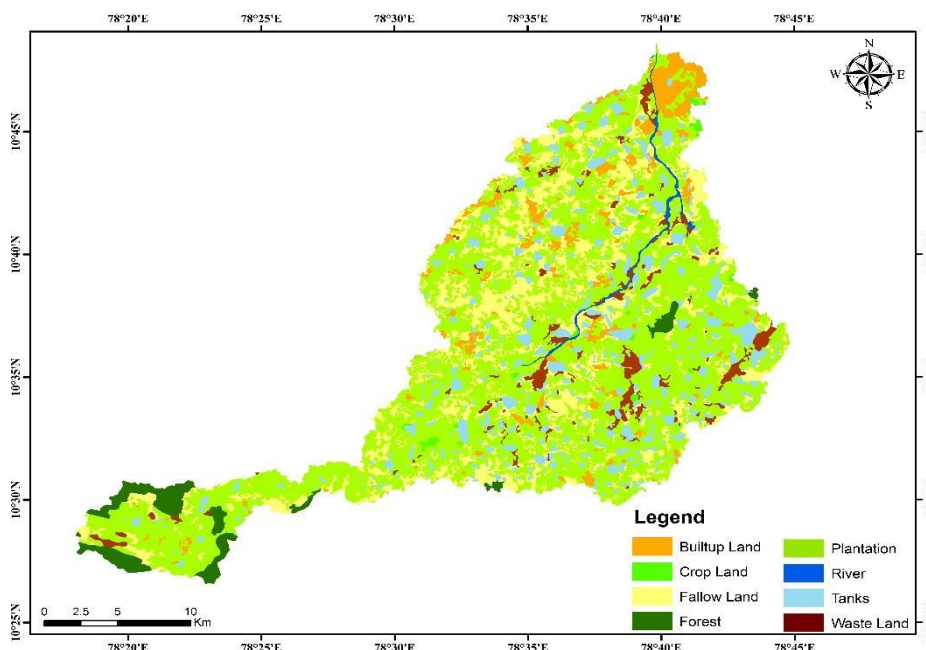 78°20'E 78°25'E 78°30'E 78°35'E 78°40'E 78°45'E
N
W E
S
10°45'N
10°40'N
10°35'N
10°30'N
10°25'N
Legend
Builtup Land
Crop Land
Fallow Land
Forest
Plantation
River
Tanks
Waste Land
0 2.5 5 10
Km
78°20'E 78°25'E 78°30'E 78°35'E 78°40'E 78°45'E